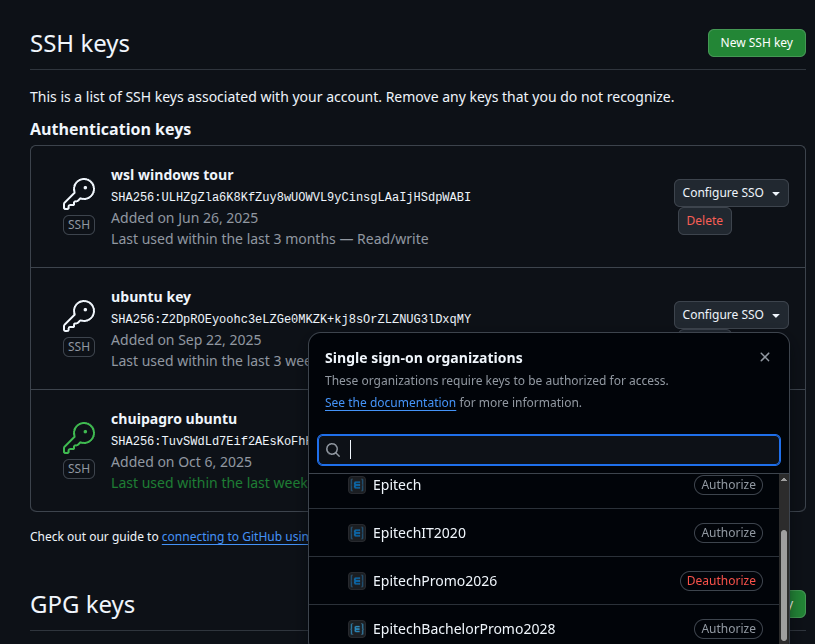 SSH keys
New SSH key
This is a list of SSH keys associated with your account. Remove any keys that you do not recognize.
Authentication keys
wsl windows tour
SHA256:ULHZgZla6K8KfZuy8wUOWVL9yCinsgLAaIjHSdpWABI
SSH
Added on Jun 26, 2025
Last used within the last 3 months — Read/write
Configure SSO
Delete
ubuntu key
SHA256:Z2DpROEyoohc3eLZGe0MKZK+kj8sOrZLZNUG3lDxqMY
SSH
Added on Sep 22, 2025
Last used within the last 3
Configure SSO
Single sign-on organizations
These organizations require keys to be authorized for access.
See the documentation for more information.
chuipagro ubuntu
SHA256:TuvSWdLd7Eif2AEsKoFh
SSH
Added on Oct 6, 2025
Last used within the last week
Epitech
Authorize
EpitechIT2020
Authorize
EpitechPromo2026
Deauthorize
EpitechBachelorPromo2028
Authorize
Check out our guide to connecting to GitHub usin
GPG keys